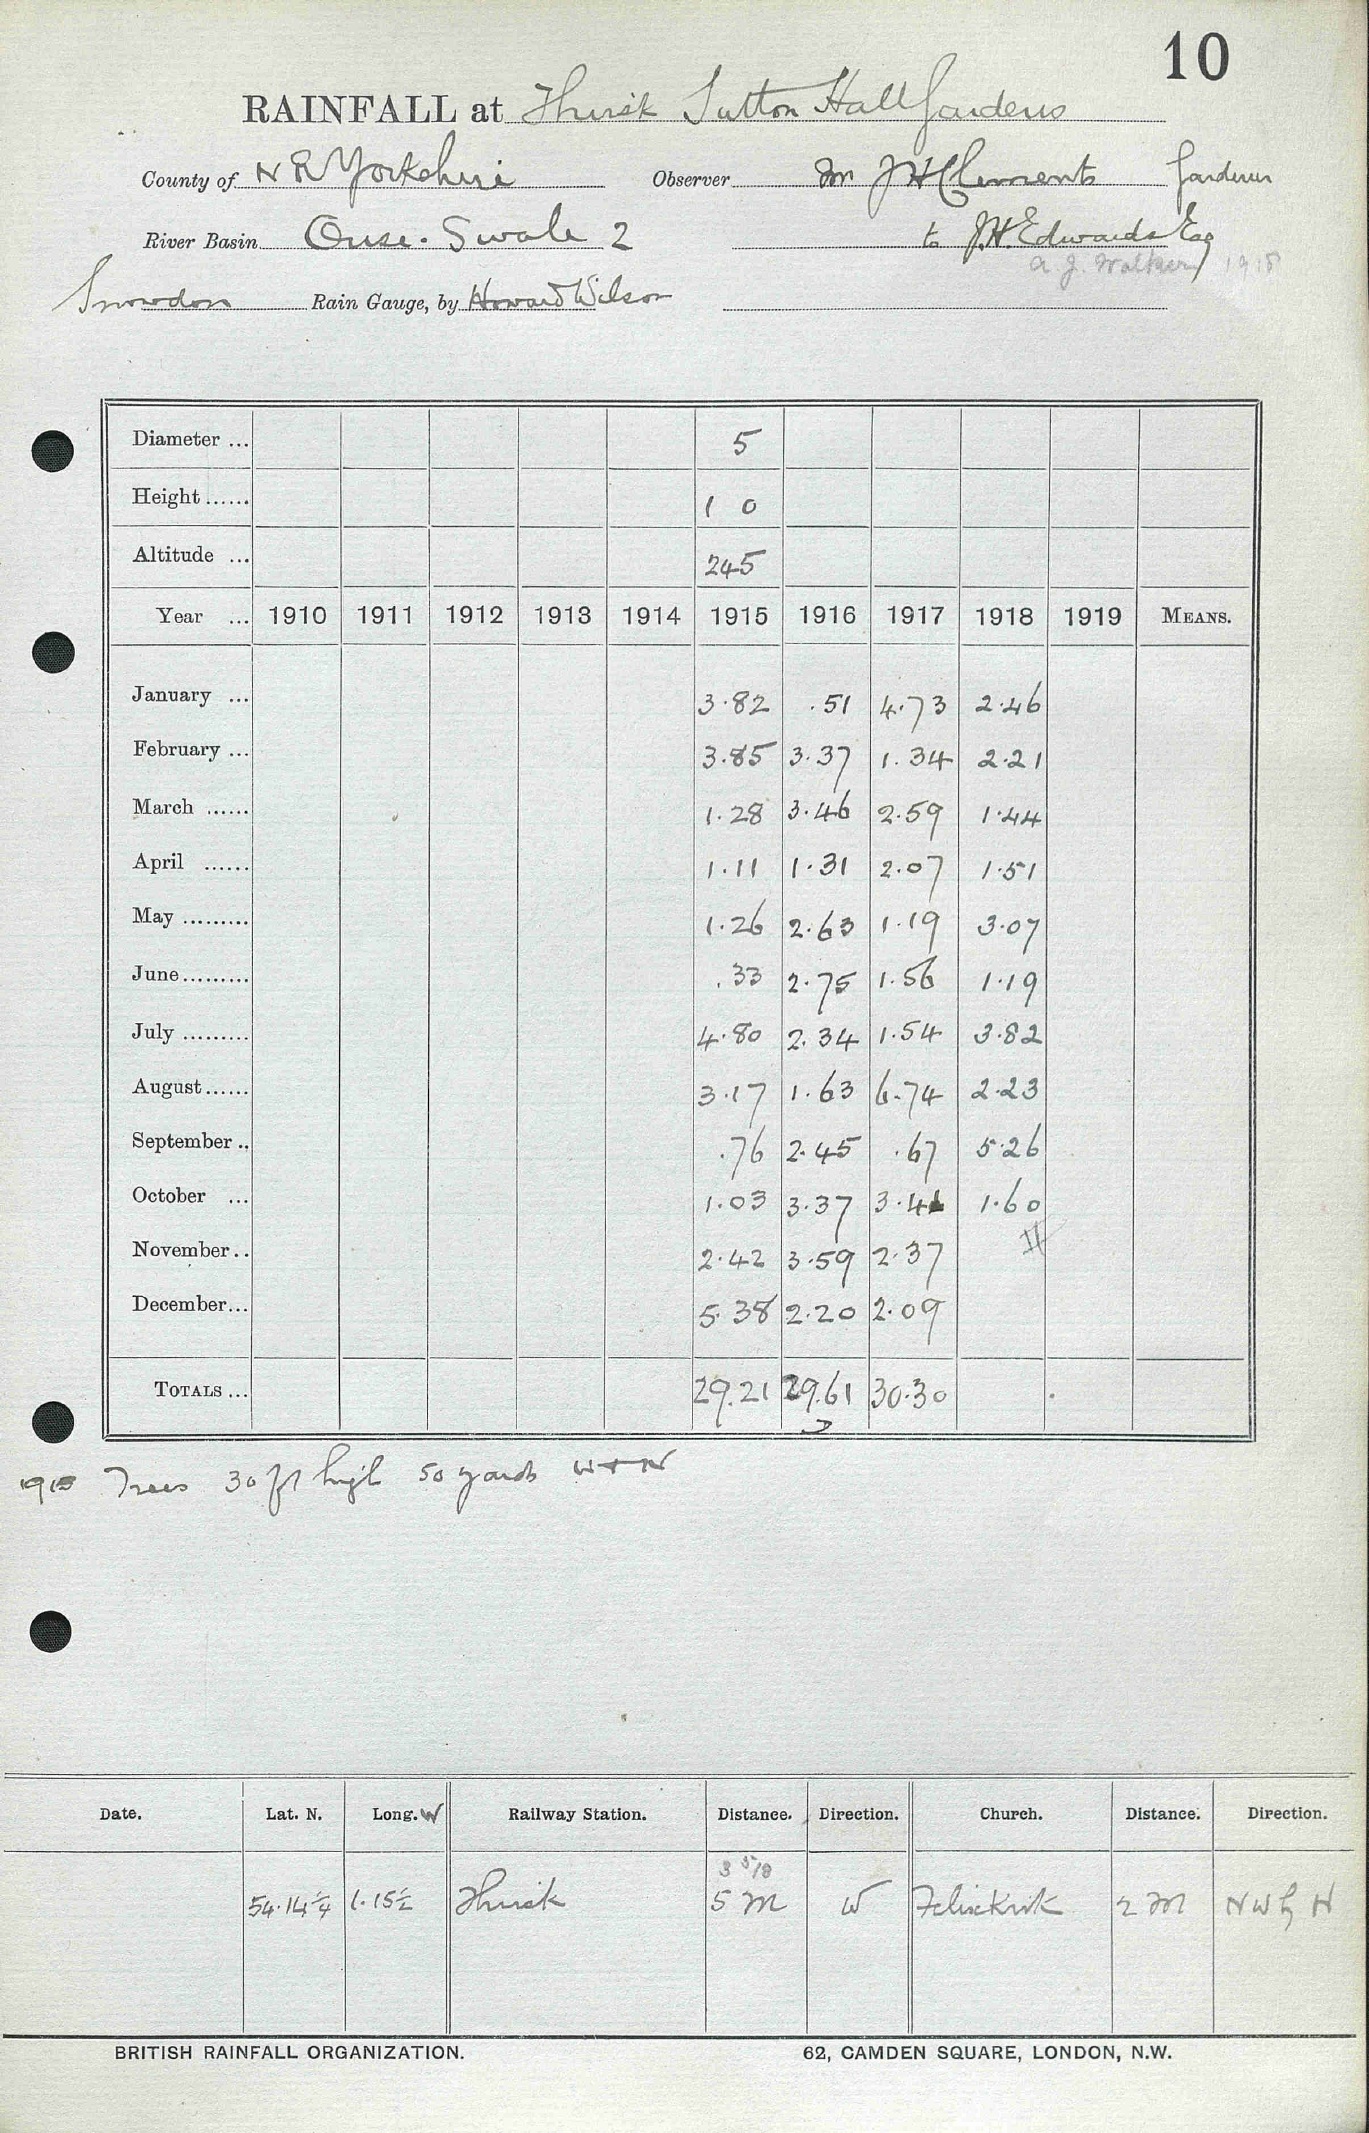 10
RAINFALL at Thirsk Sutton Hall Gardens
County of N R Yorkshire Observer Mr J H Clements Gardener
River Basin Ouse. Swale 2 to J.H. Edwards Esq
A J. Walker 1918
Snowdon Rain Gauge, by Howard Wilson
Diameter ... 5
Height ...... 1 0
Altitude ... 245
Year ... 1910 1911 1912 1913 1914 1915 1916 1917 1918 1919 MEANS.
January ... 3.82 .51 4.73 2.46
February ... 3.85 3.37 1.34 2.21
March ...... 1.28 3.46 2.59 1.44
April ...... 1.11 1.31 2.07 1.51
May ......... 1.26 2.63 1.19 3.07
June ......... .33 2.75 1.56 1.19
July ......... 4.80 2.34 1.54 3.82
August ...... 3.17 1.63 6.74 2.23
September .. .76 2.45 .67 5.26
October ... 1.03 3.37 3.41 1.60
November .. 2.42 3.59 2.37
December ... 5.38 2.20 2.09
TOTALS ... 29.21 29.61 30.30
1915 Trees 30 ft high 50 yards W + N
Date. Lat. N. Long. W Railway Station. Distance. Direction. Church. Distance. Direction.
3 5/8
54.14¼ 1.15½ Thirsk 5 M W Felixkirk 2 M N W by N
BRITISH RAINFALL ORGANIZATION. 62, CAMDEN SQUARE, LONDON, N.W.